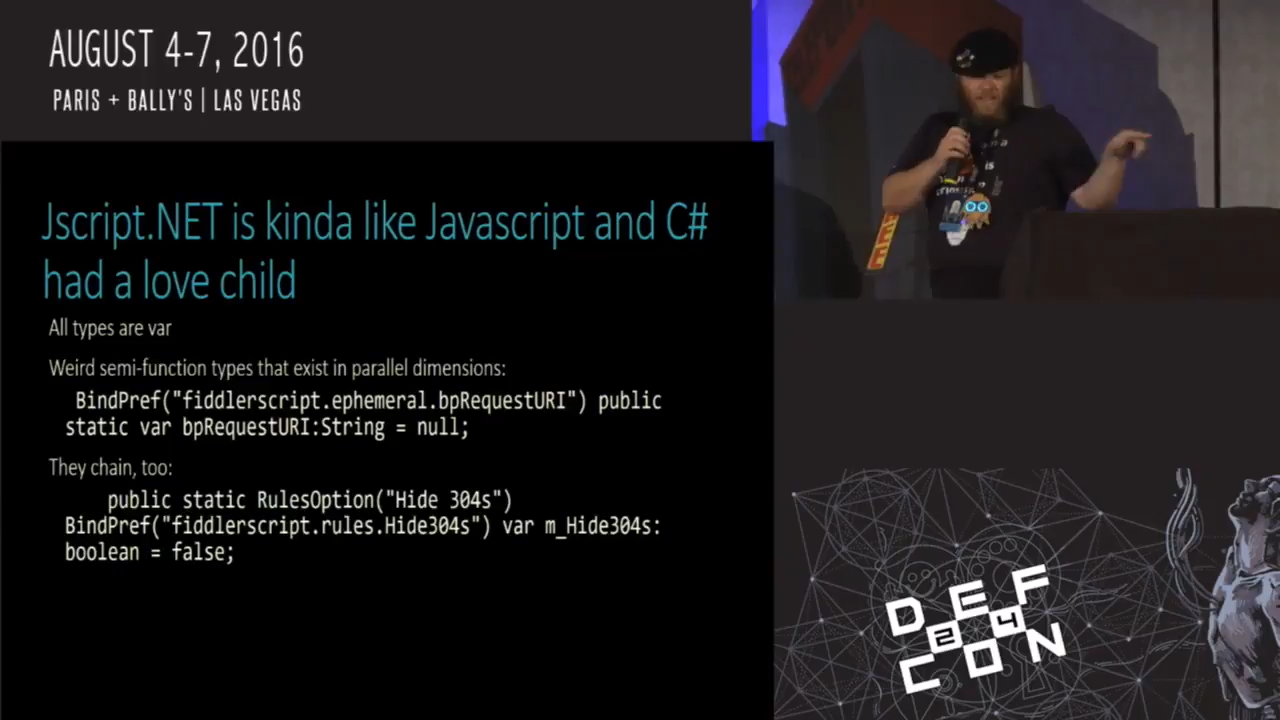 AUGUST 4-7, 2016
PARIS + BALLY'S | LAS VEGAS
Jscript.NET is kinda like Javascript and C#
had a love child
All types are var
Weird semi-function types that exist in parallel dimensions:
BindPref("fiddlerscript.ephemeral.bpRequestURI") public
static var bpRequestURI:String = null;
They chain, too:
public static RulesOption("Hide 304s")
BindPref("fiddlerscript.rules.Hide304s") var m_Hide304s:
boolean = false;
DEF
24
CON